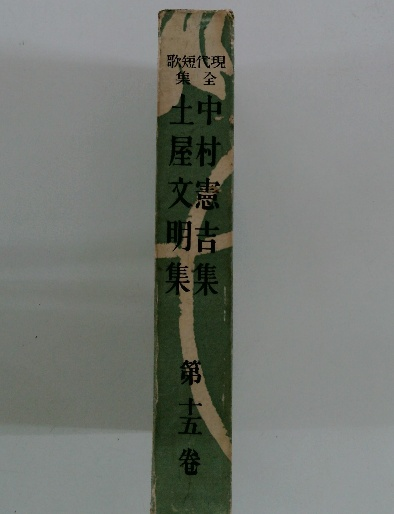 現代短歌
全集
中村憲吉集
土屋文明集
第十五巻